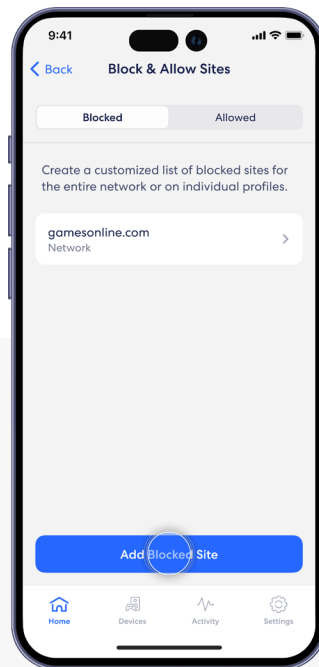 9:41
Back
Block & Allow Sites
Blocked
Allowed
Create a customized list of blocked sites for
the entire network or on individual profiles.
gamesonline.com
Network
Add Blocked Site
Home
Devices
Activity
Settings